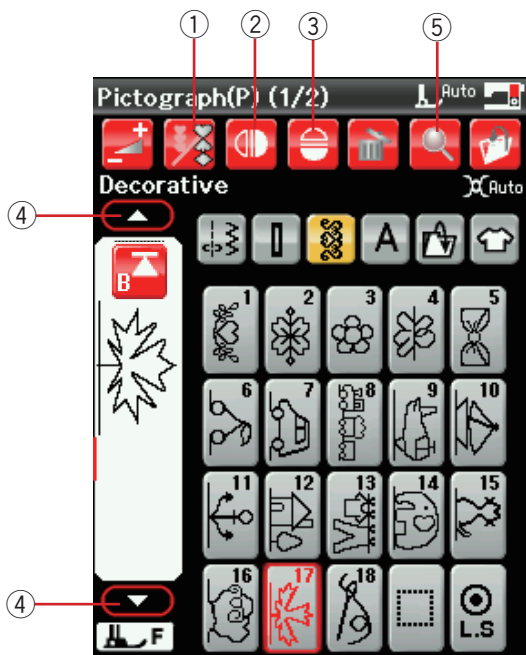 ① ② ③ ⑤
Pictograph(P) (1/2) Auto
Decorative Auto
④
B A
1 2 3 4 5
6 7 8 9 10
11 12 13 14 15
16 17 18 L.S
④
F